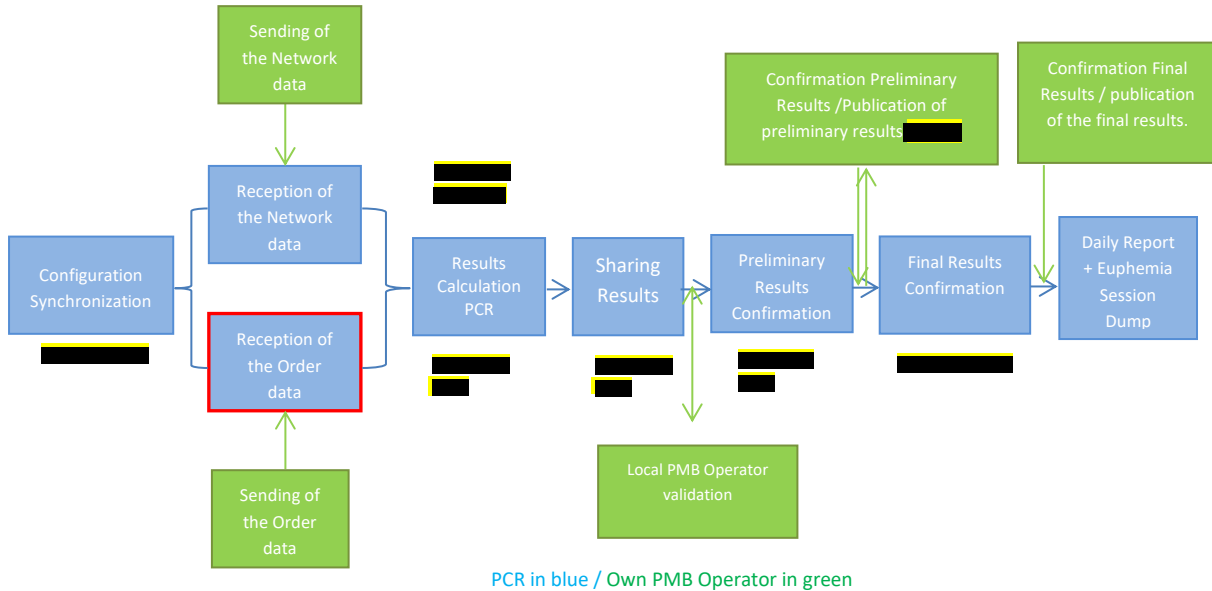 Sending of
the Network
data
Confirmation Preliminary
Results /Publication of
preliminary results
Confirmation Final
Results / publication
of the final results.
Reception of
the Network
data
Configuration
Synchronization
Results
Calculation
PCR
Sharing
Results
Preliminary
Results
Confirmation
Final Results
Confirmation
Daily Report
+ Euphemia
Session
Dump
Reception of
the Order
data
Sending of
the Order
data
Local PMB Operator
validation
PCR in blue / Own PMB Operator in green